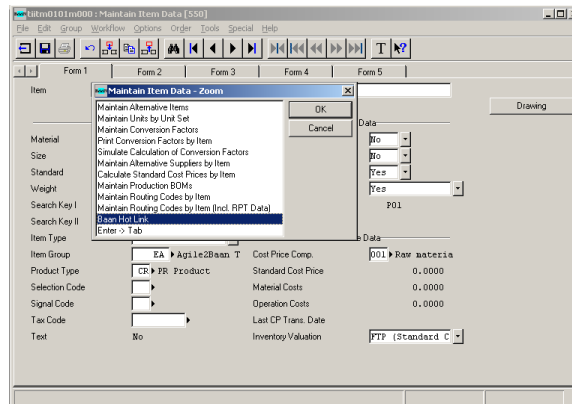 tiitm0101m000 : Maintain Item Data [550]
File Edit Group Workflow Options Order Tools Special Help
T
Form 1 Form 2 Form 3 Form 4 Form 5
Item
Drawing
Maintain Item Data - Zoom
Maintain Alternative Items
Maintain Units by Unit Set
Maintain Conversion Factors
Print Conversion Factors by Item
Simulate Calculation of Conversion Factors
Maintain Alternative Suppliers by Item
Calculate Standard Cost Prices by Item
Maintain Production BOMs
Maintain Routing Codes by Item
Maintain Routing Codes by Item (Incl. RPT Data)
Baan Hot Link
Enter -> Tab
OK
Cancel
Data
Material No
Size No
Standard Yes
Weight Yes
Search Key I P01
Search Key II
Item Type e Data
Item Group EA Agile2Baan T Cost Price Comp. 001 Raw materia
Product Type CR PR Product Standard Cost Price 0.0000
Selection Code Material Costs 0.0000
Signal Code Operation Costs 0.0000
Tax Code Last CP Trans. Date
Text No Inventory Valuation FTP (Standard C